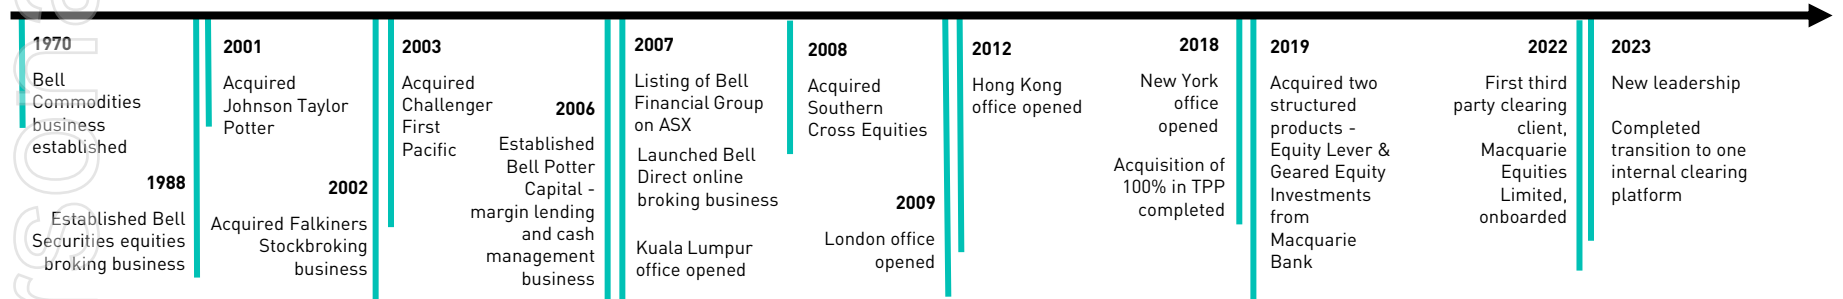 1970
Bell
Commodities
business
established
1988
Established Bell
Securities equities
broking business
2001
Acquired
Johnson Taylor
Potter
2002
Acquired Falkiners
Stockbroking
business
2003
Acquired
Challenger
First
Pacific
2006
Established
Bell Potter
Capital -
margin lending
and cash
management
business
2007
Listing of Bell
Financial Group
on ASX
Launched Bell
Direct online
broking business
Kuala Lumpur
office opened
2008
Acquired
Southern
Cross Equities
2009
London office
opened
2012
Hong Kong
office opened
2018
New York
office
opened
Acquisition of
100% in TPP
completed
2019
Acquired two
structured
products -
Equity Lever &
Geared Equity
Investments
from
Macquarie
Bank
2022
First third
party clearing
client,
Macquarie
Equities
Limited,
onboarded
2023
New leadership
Completed
transition to one
internal clearing
platform